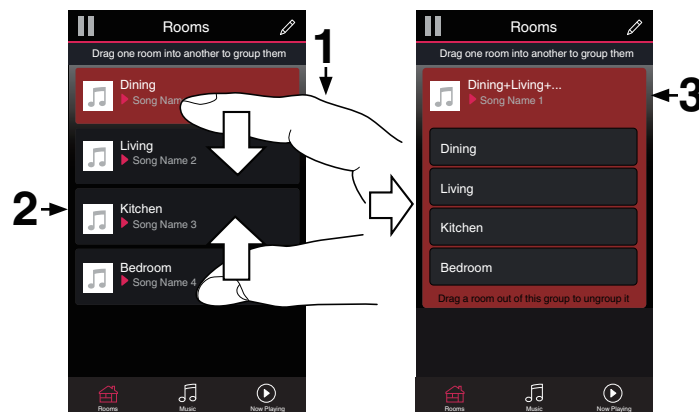 Rooms
Drag one room into another to group them
1
Dining
Song Nam
Living
Song Name 2
2
Kitchen
Song Name 3
Bedroom
Song Name 4
Rooms
Music
Now Playing
Rooms
Drag one room into another to group them
Dining+Living+...
Song Name 1
3
Dining
Living
Kitchen
Bedroom
Drag a room out of this group to ungroup it
Rooms
Music
Now Playing